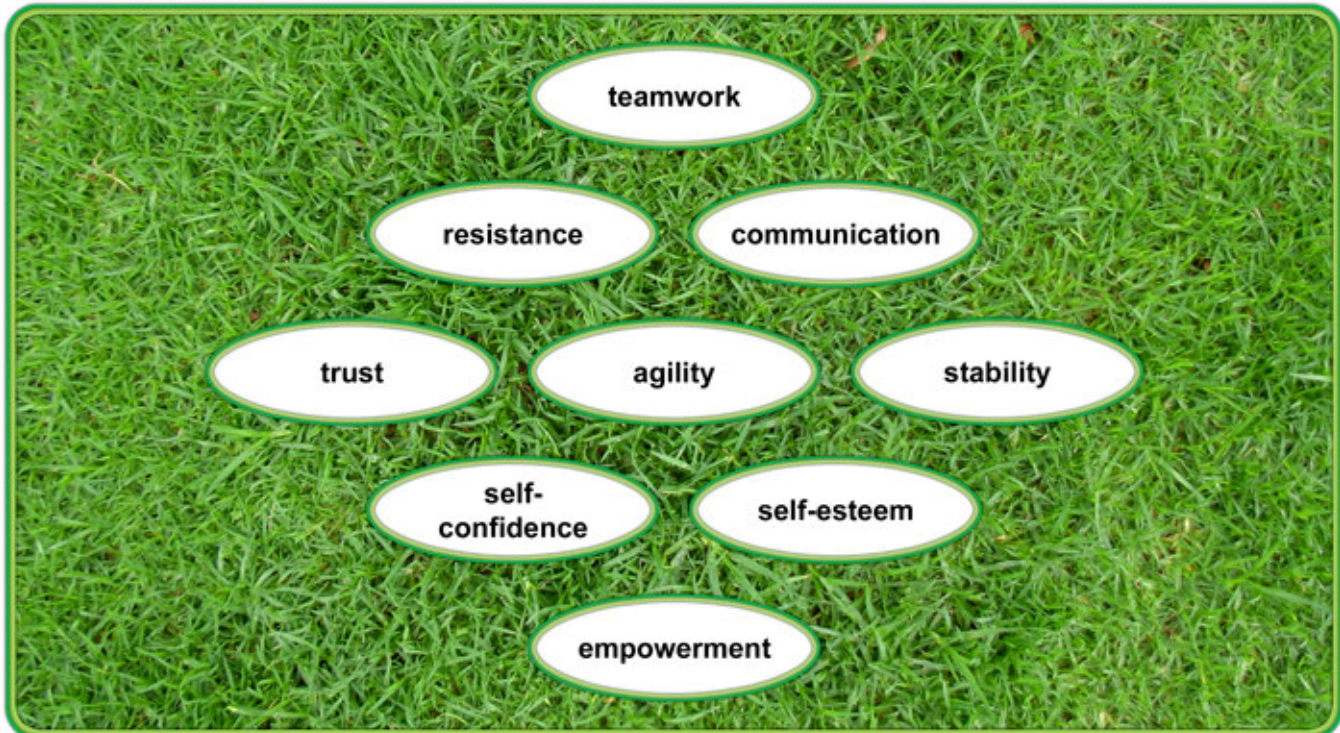 teamwork
resistance communication
trust agility stability
self-
confidence
self-esteem
empowerment